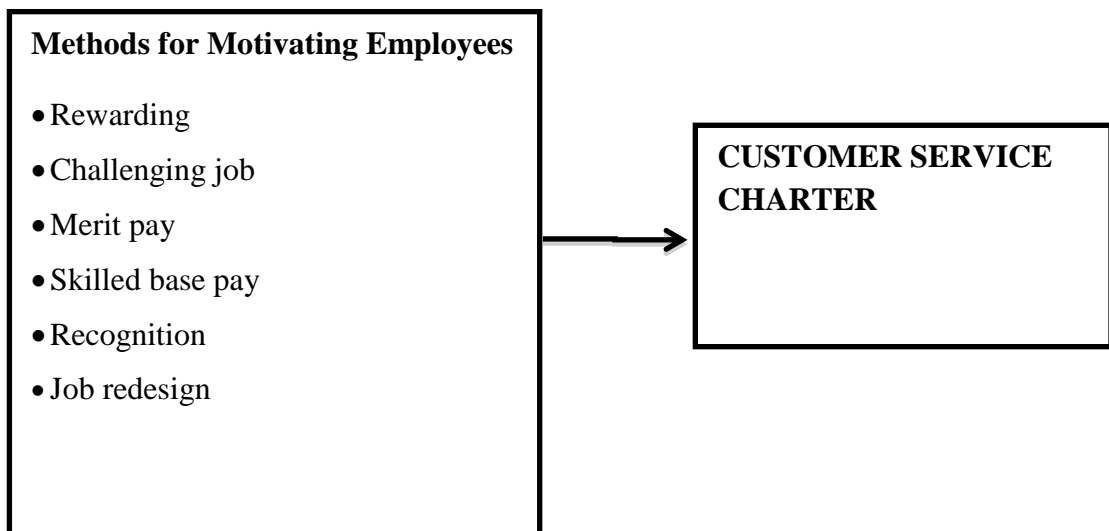 Methods for Motivating Employees
• Rewarding
• Challenging job
• Merit pay
• Skilled base pay
• Recognition
• Job redesign
CUSTOMER SERVICE
CHARTER